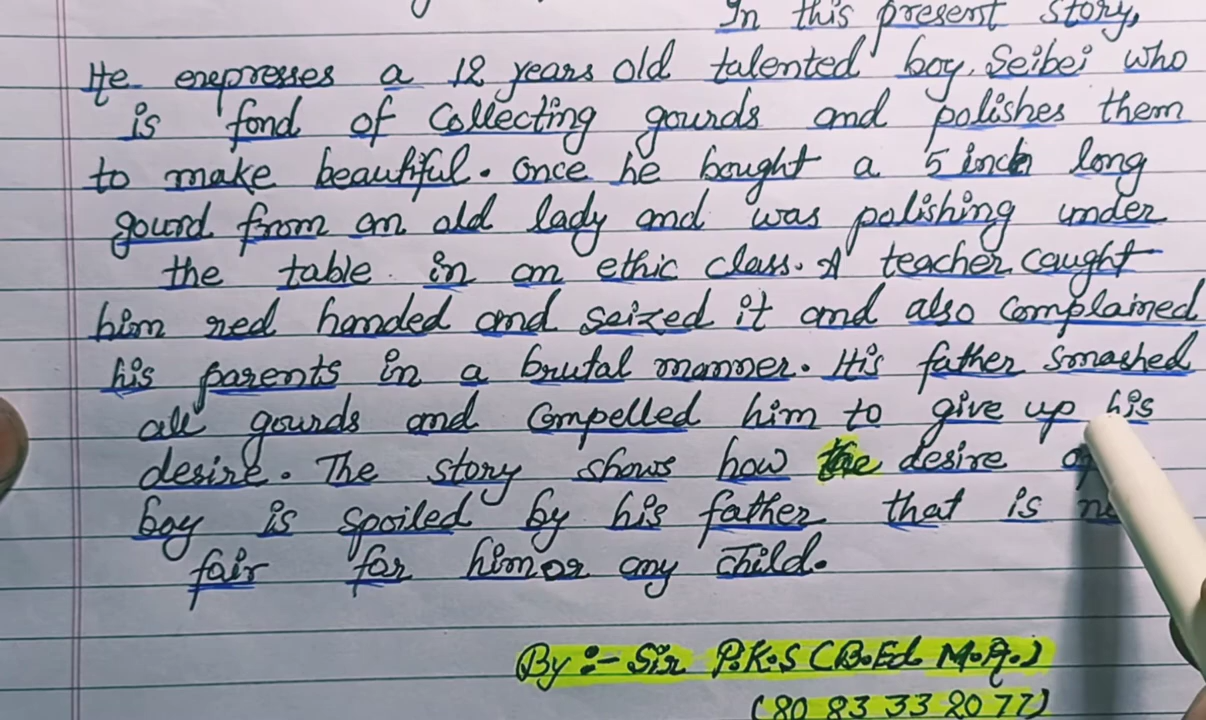 In this present story,
He expresses a 12 years old talented boy, Seibei who
is fond of collecting gourds and polishes them
to make beautiful. Once he bought a 5 inch long
gourd from an old lady and was polishing under
the table in an ethic class. A teacher caught
him red handed and seized it and also complained
his parents in a brutal manner. His father smashed
all gourds and compelled him to give up his
desire. The story shows how the desire
boy is spoiled by his father that is
fair for him or any child.
By :- Sir P.K.S (B.Ed. M.A.)
(80 83 33 20 77)